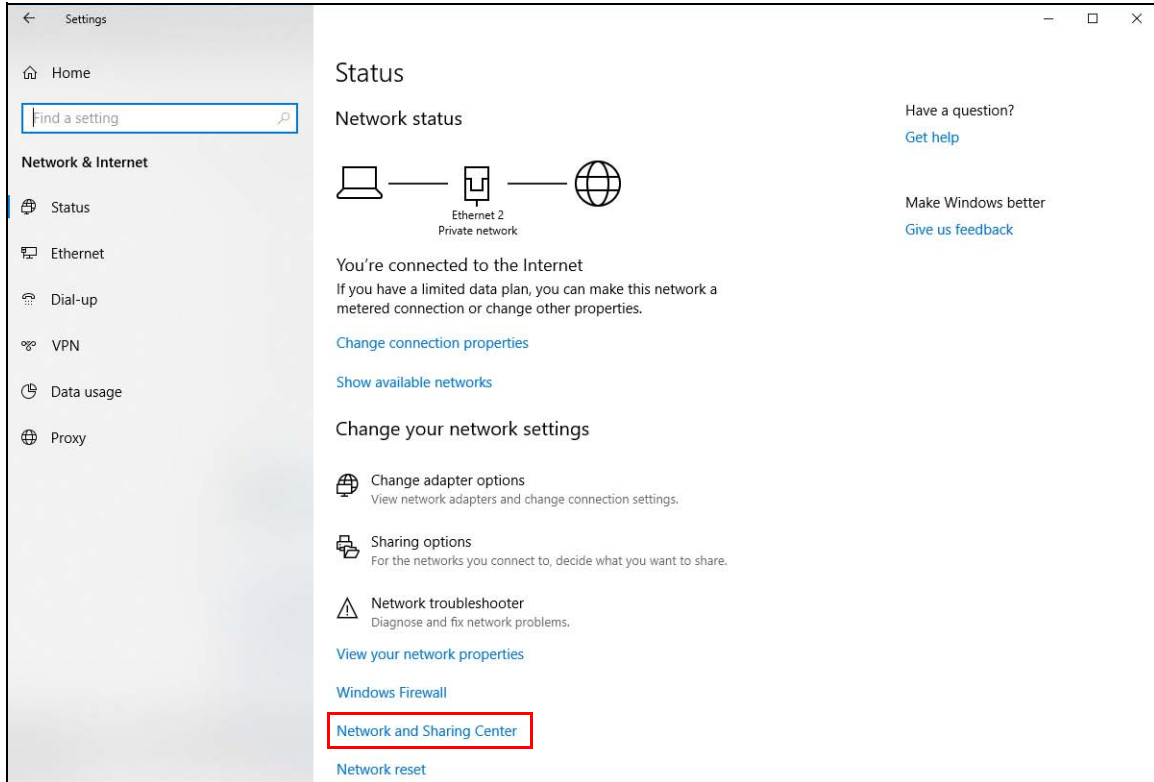 Settings
Home
Find a setting
Network & Internet
Status
Ethernet
Dial-up
VPN
Data usage
Proxy
Status
Network status
Ethernet 2
Private network
You're connected to the Internet
If you have a limited data plan, you can make this network a
metered connection or change other properties.
Change connection properties
Show available networks
Change your network settings
Change adapter options
View network adapters and change connection settings.
Sharing options
For the networks you connect to, decide what you want to share.
Network troubleshooter
Diagnose and fix network problems.
View your network properties
Windows Firewall
Network and Sharing Center
Network reset
Have a question?
Get help
Make Windows better
Give us feedback